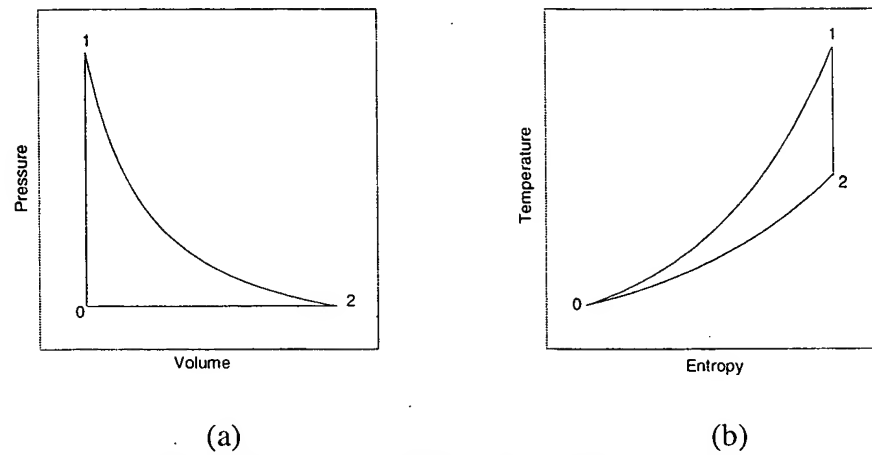 1
Pressure
0
2
Volume
(a)
1
Temperature
2
0
Entropy
(b)